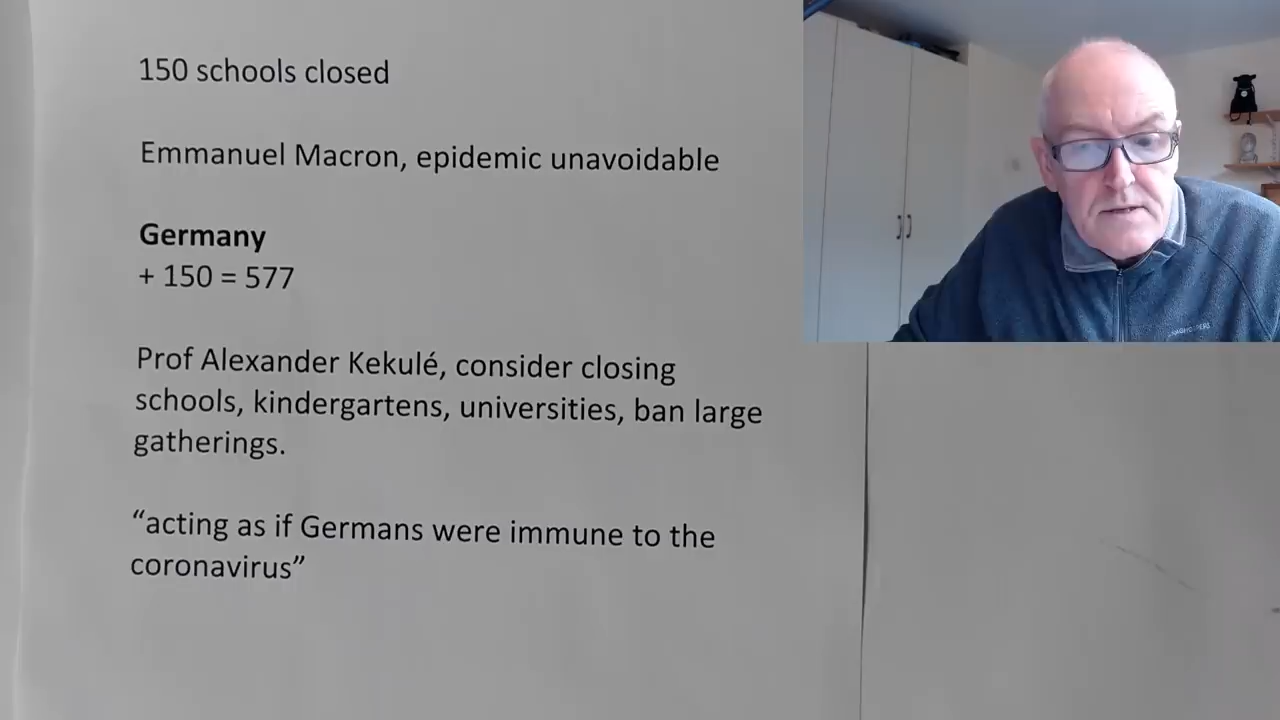 150 schools closed
Emmanuel Macron, epidemic unavoidable
Germany
+ 150 = 577
Prof Alexander Kekulé, consider closing
schools, kindergartens, universities, ban large
gatherings.
“acting as if Germans were immune to the
coronavirus”